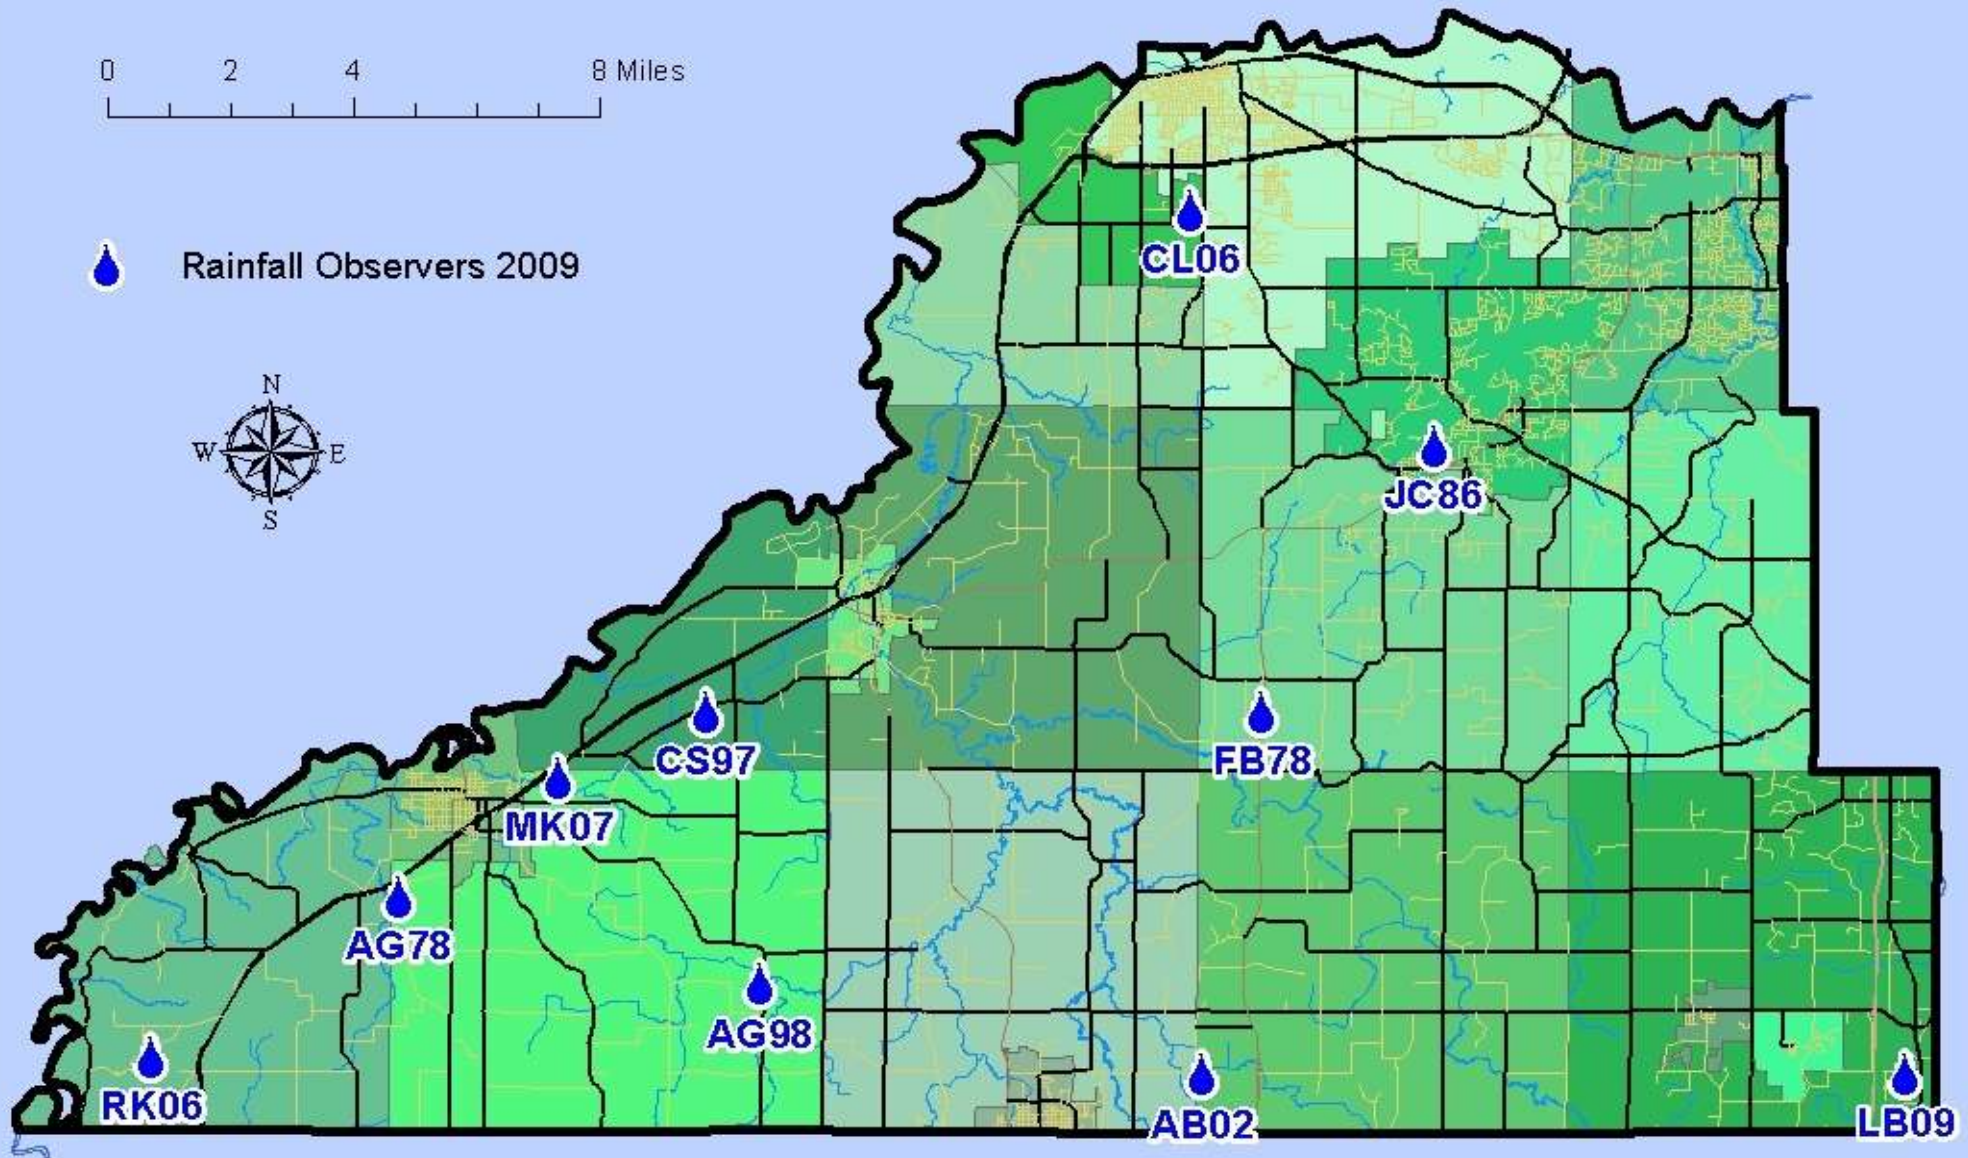 0 2 4 8 Miles
Rainfall Observers 2009
N
W E
S
CL06
JC86
CS97
FB78
MK07
AG78
AG98
RK06
AB02
LB09